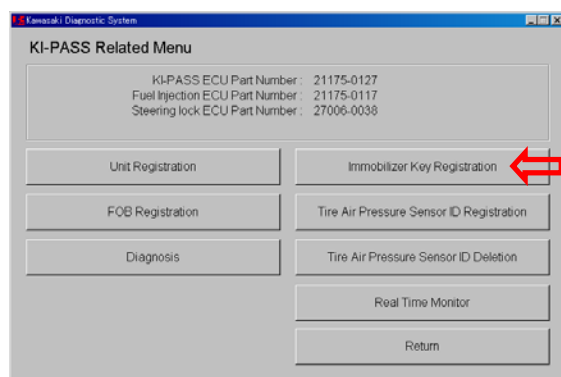 Kawasaki Diagnostic System
KI-PASS Related Menu
KI-PASS ECU Part Number : 21175-0127
Fuel Injection ECU Part Number : 21175-0117
Steering lock ECU Part Number : 27006-0038
Unit Registration
Immobilizer Key Registration
FOB Registration
Tire Air Pressure Sensor ID Registration
Diagnosis
Tire Air Pressure Sensor ID Deletion
Real Time Monitor
Return